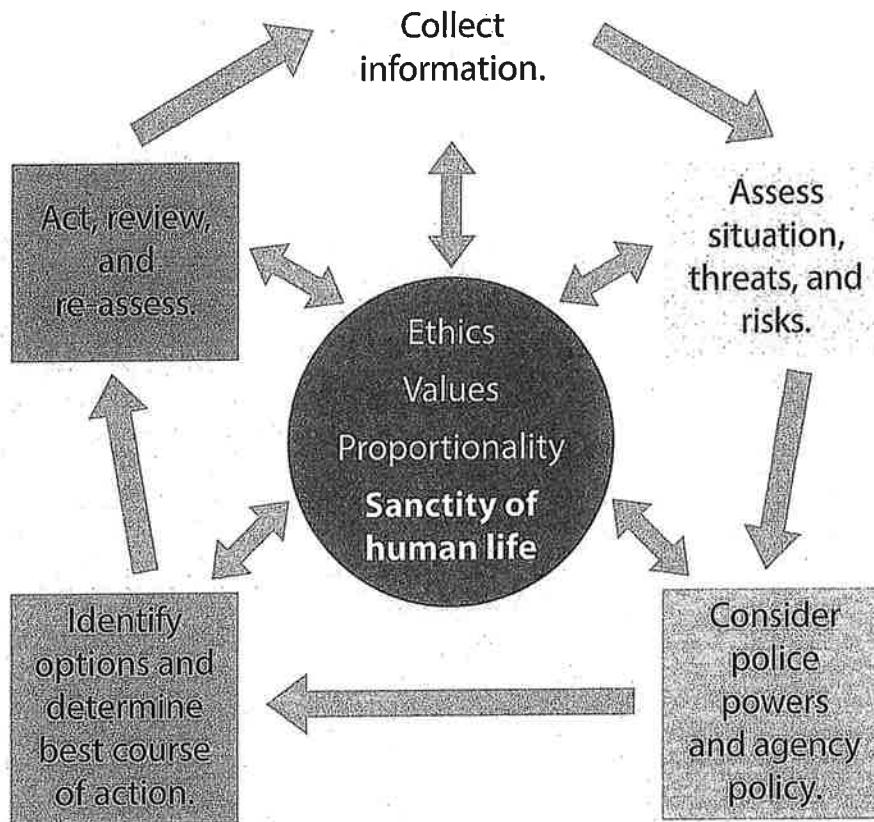 Collect
information.
Assess
situation,
threats, and
risks.
Consider
police
powers
and agency
policy.
Identify
options and
determine
best course
of action.
Act, review,
and
re-assess.
Ethics
Values
Proportionality
Sanctity of
human life